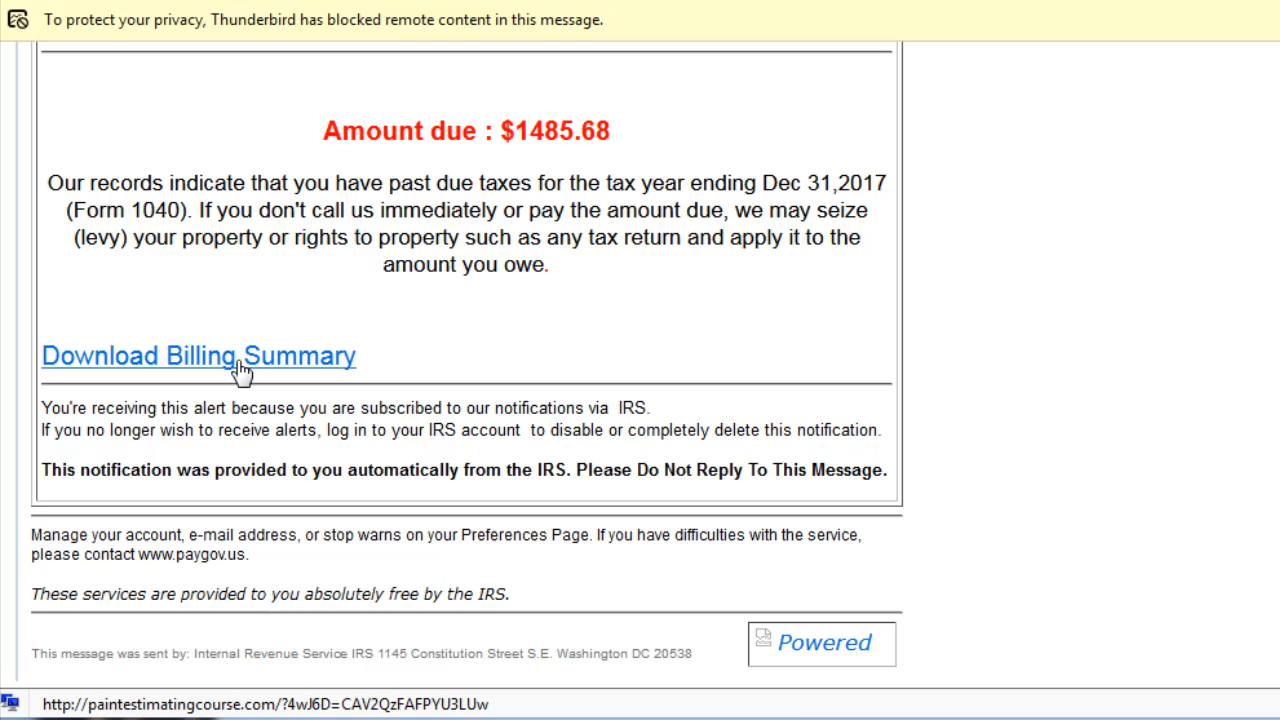 To protect your privacy, Thunderbird has blocked remote content in this message.
Amount due : $1485.68
Our records indicate that you have past due taxes for the tax year ending Dec 31,2017
(Form 1040). If you don't call us immediately or pay the amount due, we may seize
(levy) your property or rights to property such as any tax return and apply it to the
amount you owe.
Download Billing Summary
You're receiving this alert because you are subscribed to our notifications via IRS.
If you no longer wish to receive alerts, log in to your IRS account to disable or completely delete this notification.
This notification was provided to you automatically from the IRS. Please Do Not Reply To This Message.
Manage your account, e-mail address, or stop warns on your Preferences Page. If you have difficulties with the service,
please contact www.paygov.us.
These services are provided to you absolutely free by the IRS.
This message was sent by: Internal Revenue Service IRS 1145 Constitution Street S.E. Washington DC 20538
Powered
http://paintestimatingcourse.com/?4wJ6D=CAV2QzFAFPYU3LUw